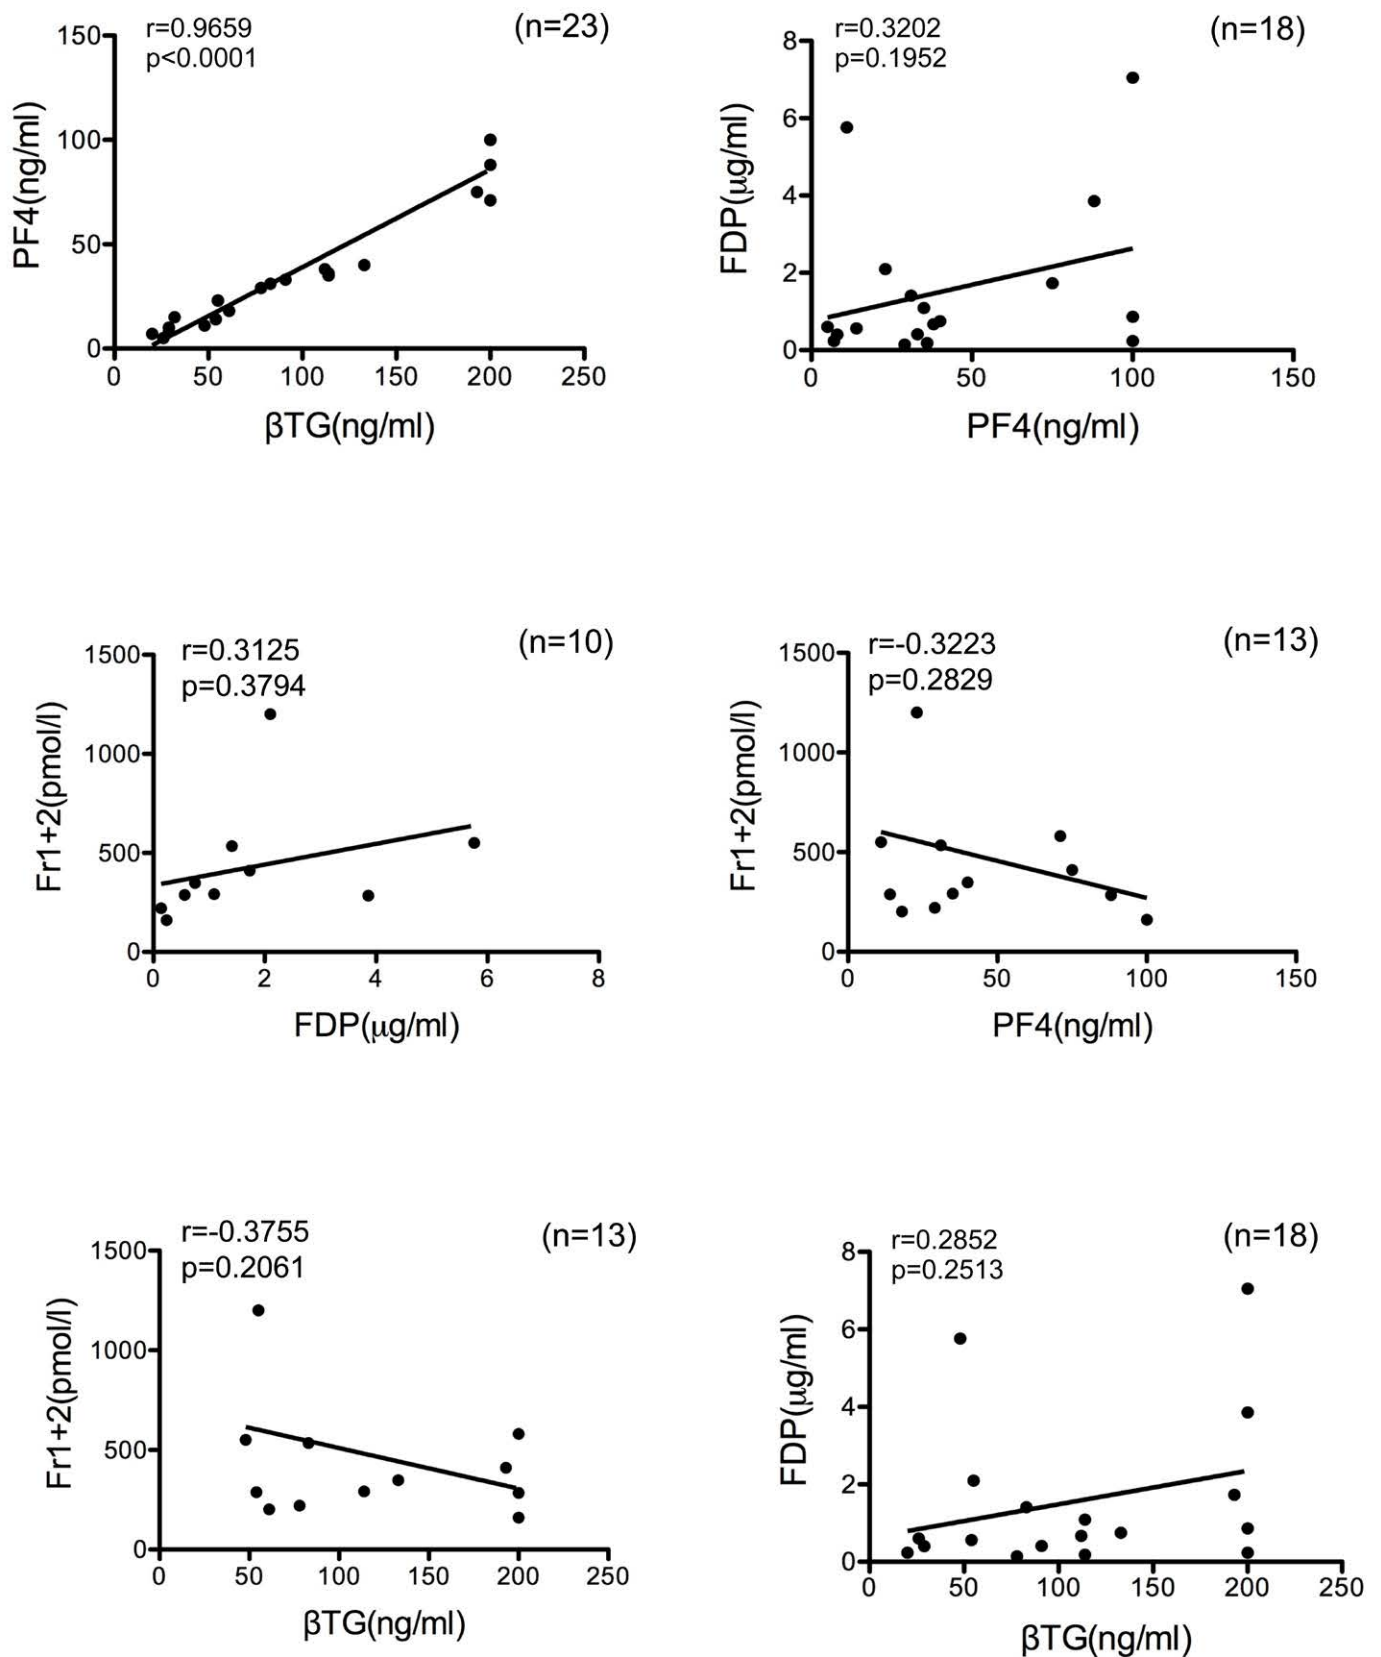 r=0.9659
p<0.0001
(n=23)
150
100
50
0
PF4(ng/ml)
0 50 100 150 200 250
βTG(ng/ml)
r=0.3202
p=0.1952
(n=18)
8
6
4
2
0
FDP(μg/ml)
0 50 100 150
PF4(ng/ml)
r=0.3125
p=0.3794
(n=10)
1500
1000
500
0
Fr1+2(pmol/l)
0 2 4 6 8
FDP(μg/ml)
r=-0.3223
p=0.2829
(n=13)
1500
1000
500
0
Fr1+2(pmol/l)
0 50 100 150
PF4(ng/ml)
r=-0.3755
p=0.2061
(n=13)
1500
1000
500
0
Fr1+2(pmol/l)
0 50 100 150 200 250
βTG(ng/ml)
r=0.2852
p=0.2513
(n=18)
8
6
4
2
0
FDP(μg/ml)
0 50 100 150 200 250
βTG(ng/ml)